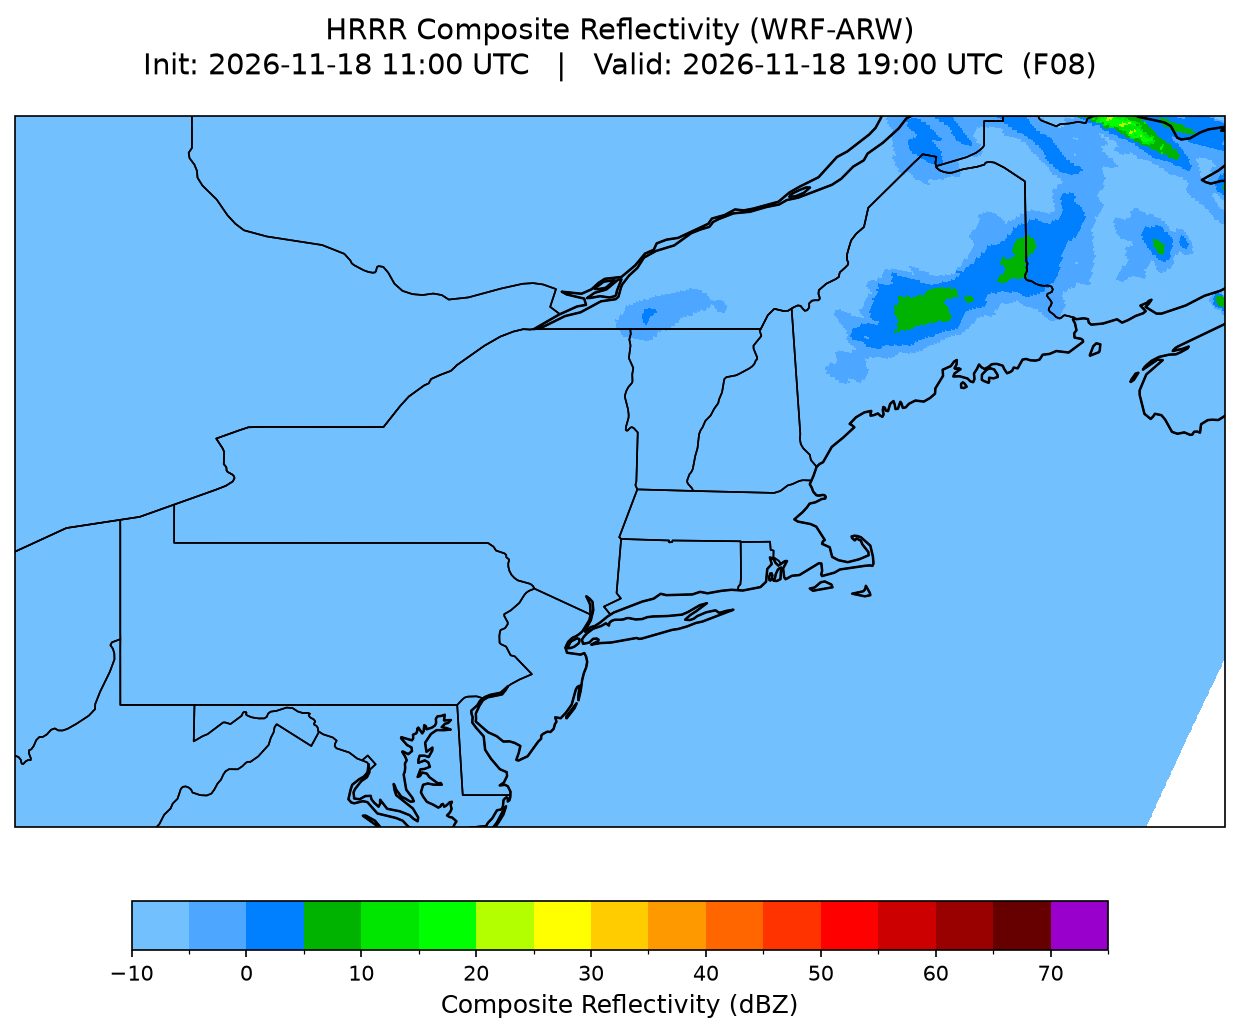 HRRR Composite Reflectivity (WRF-ARW)
Init: 2026-11-18 11:00 UTC   |   Valid: 2026-11-18 19:00 UTC  (F08)
−10 0 10 20 30 40 50 60 70
Composite Reflectivity (dBZ)